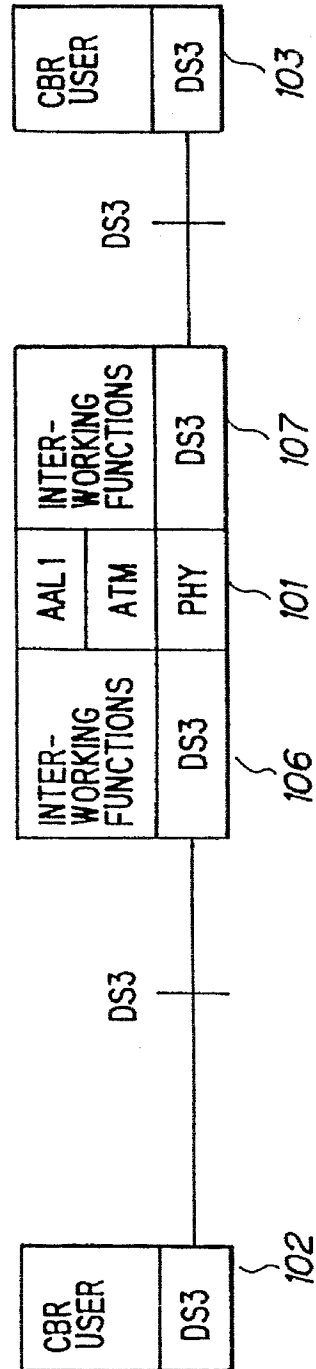 CBR
USER
DS3
102
DS3
INTER-
WORKING
FUNCTIONS
DS3
106
AAL1
ATM
PHY
101
INTER-
WORKING
FUNCTIONS
DS3
107
DS3
CBR
USER
DS3
103